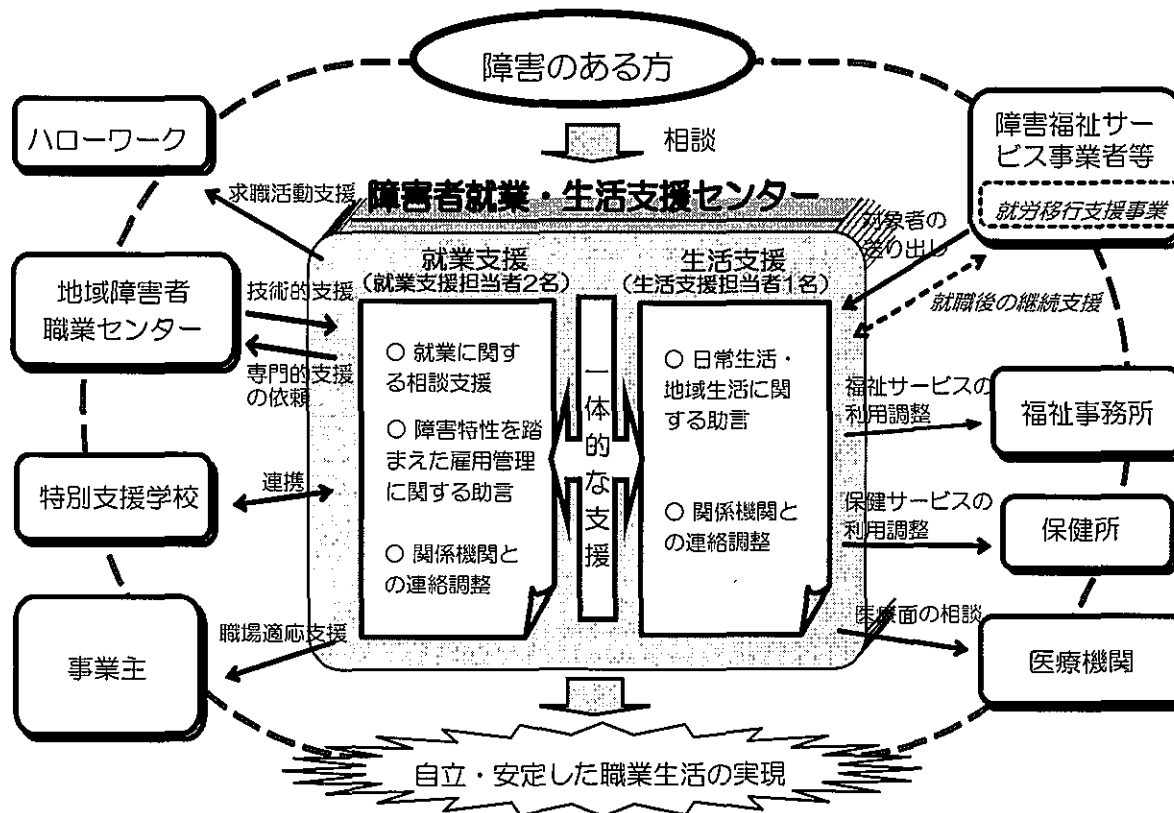 障害のある方
相談
ハローワーク
求職活動支援
地域障害者
職業センター
技術的支援
専門的支援
の依頼
特別支援学校
連携
事業主
職場適応支援
障害者就業・生活支援センター
就業支援
(就業支援担当者2名)
○ 就業に関す
る相談支援
○ 障害特性を踏
まえた雇用管理
に関する助言
○ 関係機関と
の連絡調整
一体的な支援
生活支援
(生活支援担当者1名)
○ 日常生活・
地域生活に関
する助言
○ 関係機関と
の連絡調整
障害福祉サー
ビス事業者等
就労移行支援事業
対象者の
送り出し
就職後の継続支援
福祉サービスの
利用調整
福祉事務所
保健サービスの
利用調整
保健所
医療面の相談
医療機関
自立・安定した職業生活の実現